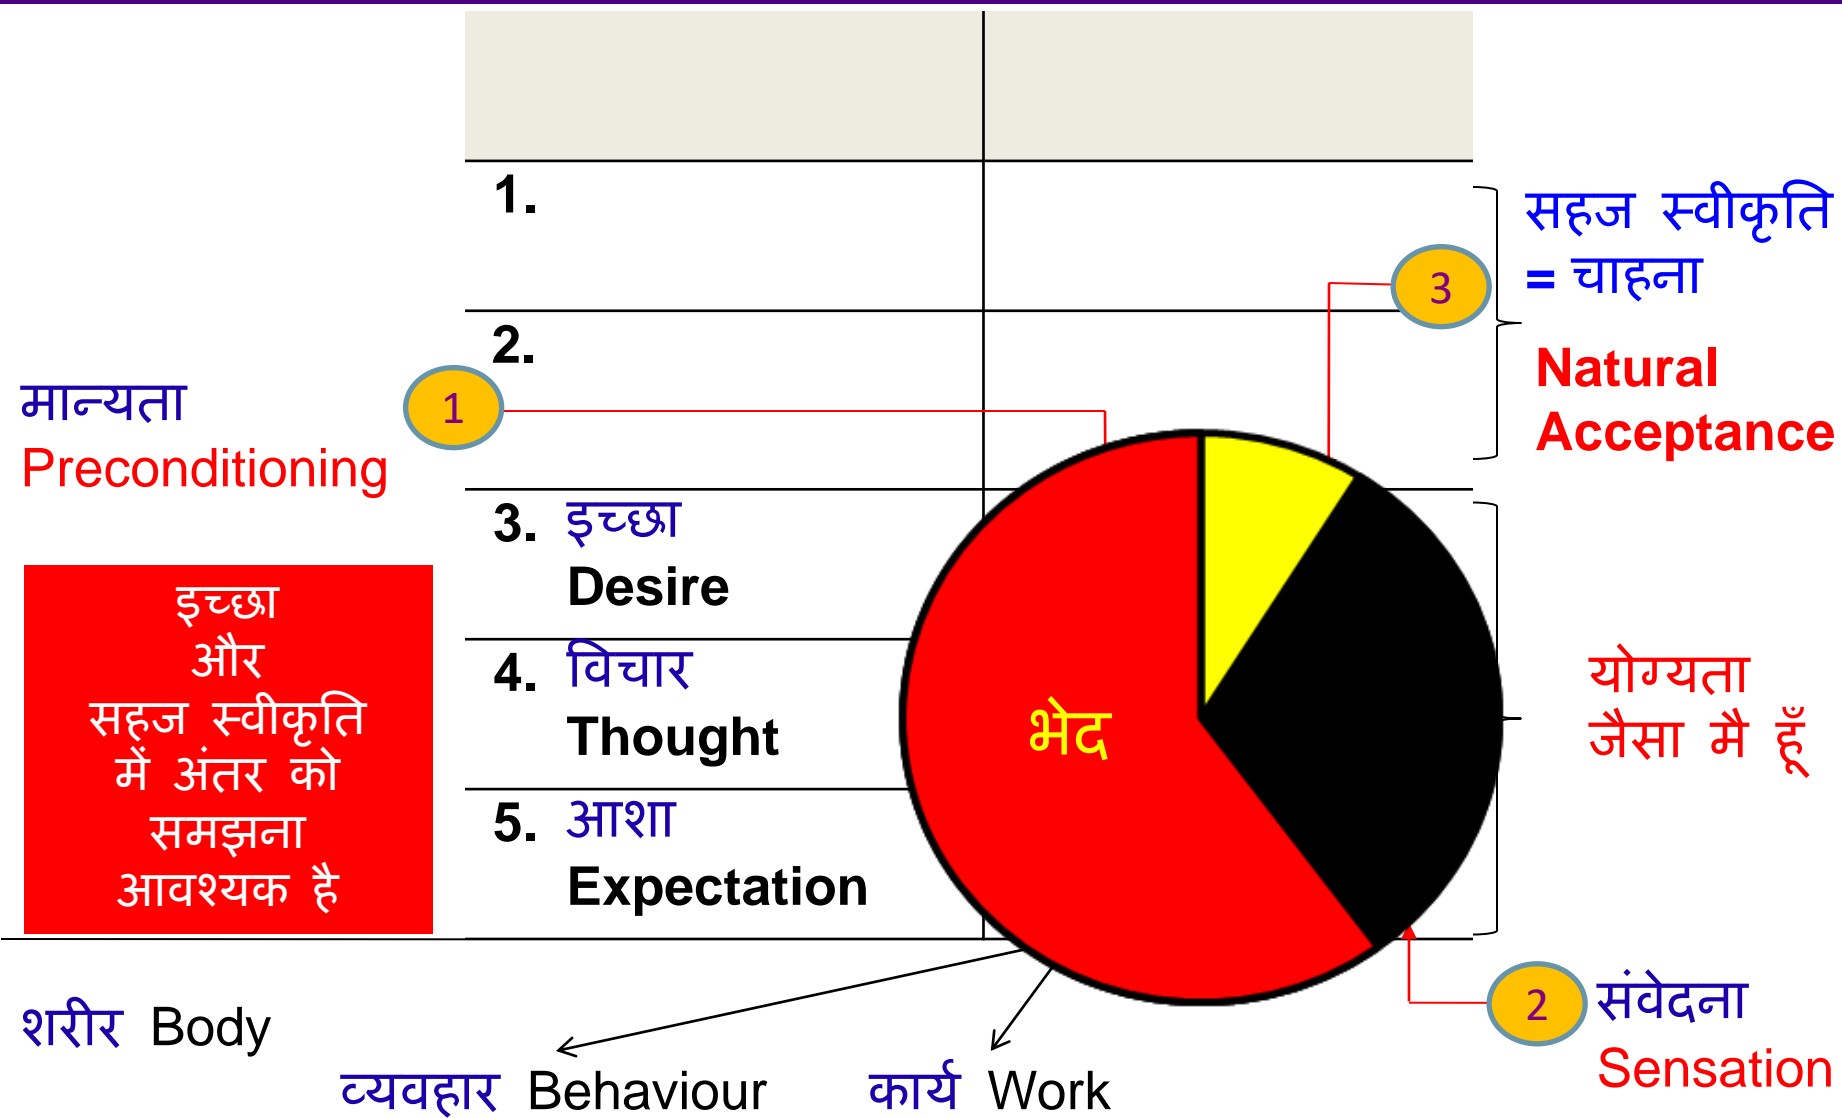 1.
2.
3. इच्छा
Desire
4. विचार
Thought
5. आशा
Expectation
मान्यता
Preconditioning
1
इच्छा
और
सहज स्वीकृति
में अंतर को
समझना
आवश्यक है
भेद
3
सहज स्वीकृति
= चाहना
Natural
Acceptance
योग्यता
जैसा मै हूँ
2
संवेदना
Sensation
शरीर Body
व्यवहार Behaviour
कार्य Work